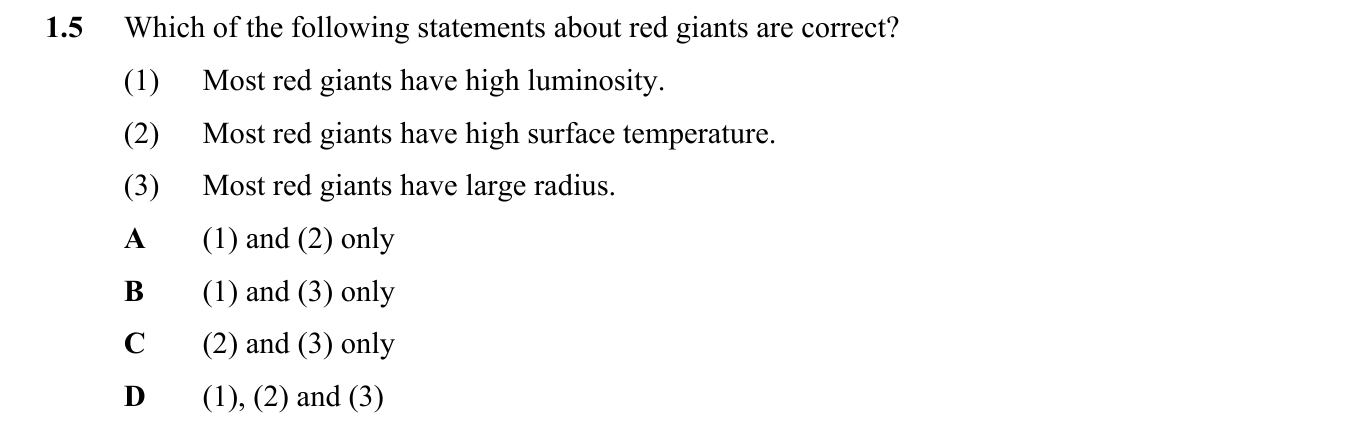 1.5 Which of the following statements about red giants are correct?
(1) Most red giants have high luminosity.
(2) Most red giants have high surface temperature.
(3) Most red giants have large radius.
A (1) and (2) only
B (1) and (3) only
C (2) and (3) only
D (1), (2) and (3)